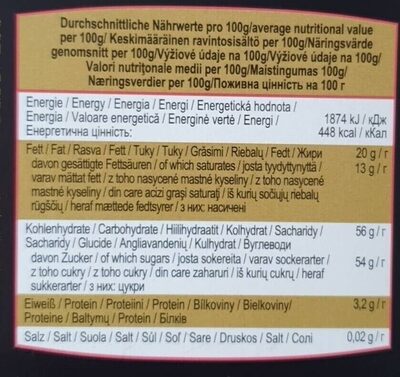 Durchschnittliche Nährwerte pro 100g/average nutritional value
per 100g/ Keskimääräinen ravintosisältö per 100g/Näringsvärde
genomsnitt per 100g/Výžiové údaje na 100g/Výžiové údaje na
100g/
Valori nutriționale medii per 100g/Maistingumas 100g/
Næringsverdier per 100g/Поживна цінність на 100 г
Energie / Energy / Energia / Energi / Energetická hodnota /
Energia / Valoare energetică / Energinė vertė / Energi /
Енергетична цінність:
1874 kJ / кДж
448 kcal / кКал
Fett / Fat / Rasva / Fett / Tuky / Tuky / Grăsimi / Riebalų / Fedt / Жири
20 g / г
davon gesättigte Fettsäuren / of which saturates / josta tyydyttynyttä /
13 g / г
varav mättat fett / z toho nasycené mastné kyseliny / z toho nasycené
mastné kyseliny / din care acizi grași saturați / iš kurių sočiųjų riebalų
rūgščių / heraf mættede fedtsyrer / з них: насичені
Kohlenhydrate / Carbohydrate / Hiilihydraatit / Kolhydrat / Sacharidy /
56 g / г
Sacharidy / Glucide / Angliavandenių / Kulhydrat / Вуглеводи
davon Zucker / of which sugars / josta sokereita / varav sockerarter /
54 g / г
z toho cukry / z toho cukry / din care zaharuri / iš kurių cukrų / heraf
sukkerarter / з них: цукри
Eiweiß / Protein / Proteiini / Protein / Bílkoviny / Bielkoviny/
3,2 g / г
Proteine / Baltymų / Protein / Білків
Salz / Salt / Suola / Salt / Sůl / Soľ / Sare / Druskos / Salt / Солі
0,02 g / г